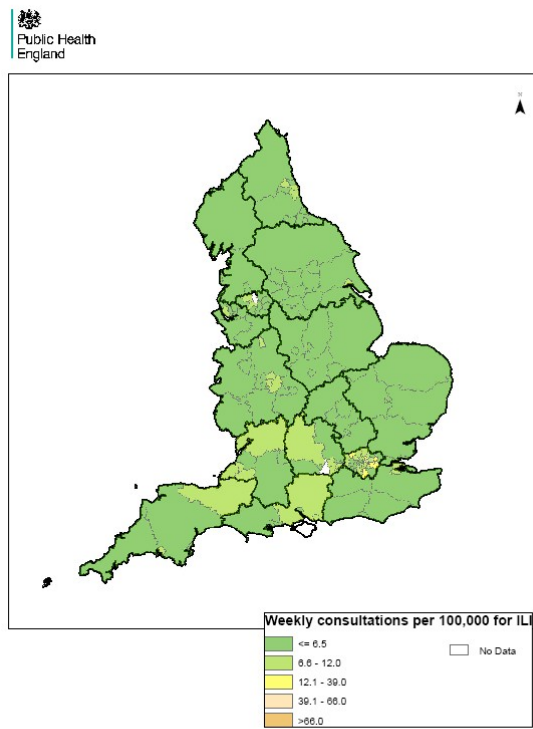 Public Health
England
N
Weekly consultations per 100,000 for ILI
<= 6.5
6.6 - 12.0
12.1 - 39.0
39.1 - 66.0
>66.0
No Data